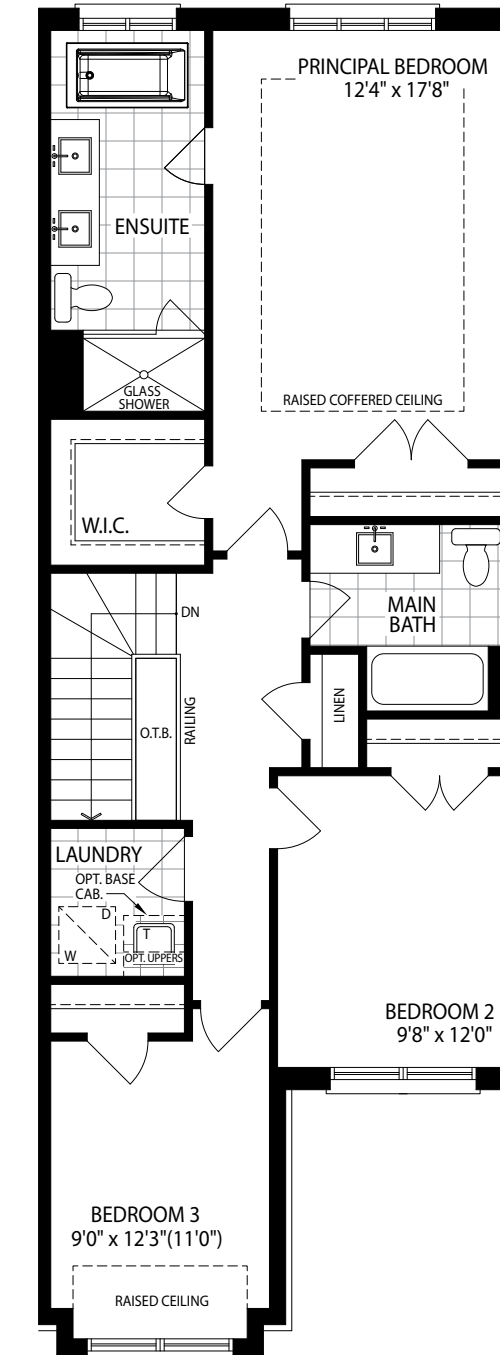 PRINCIPAL BEDROOM
12'4" x 17'8"
ENSUITE
GLASS
SHOWER
RAISED COFFERED CEILING
W.I.C.
MAIN
BATH
DN
O.T.B.
RAILING
LINEN
LAUNDRY
OPT. BASE
CAB.
D
W
T
OPT. UPPERS
BEDROOM 2
9'8" x 12'0"
BEDROOM 3
9'0" x 12'3"(11'0")
RAISED CEILING